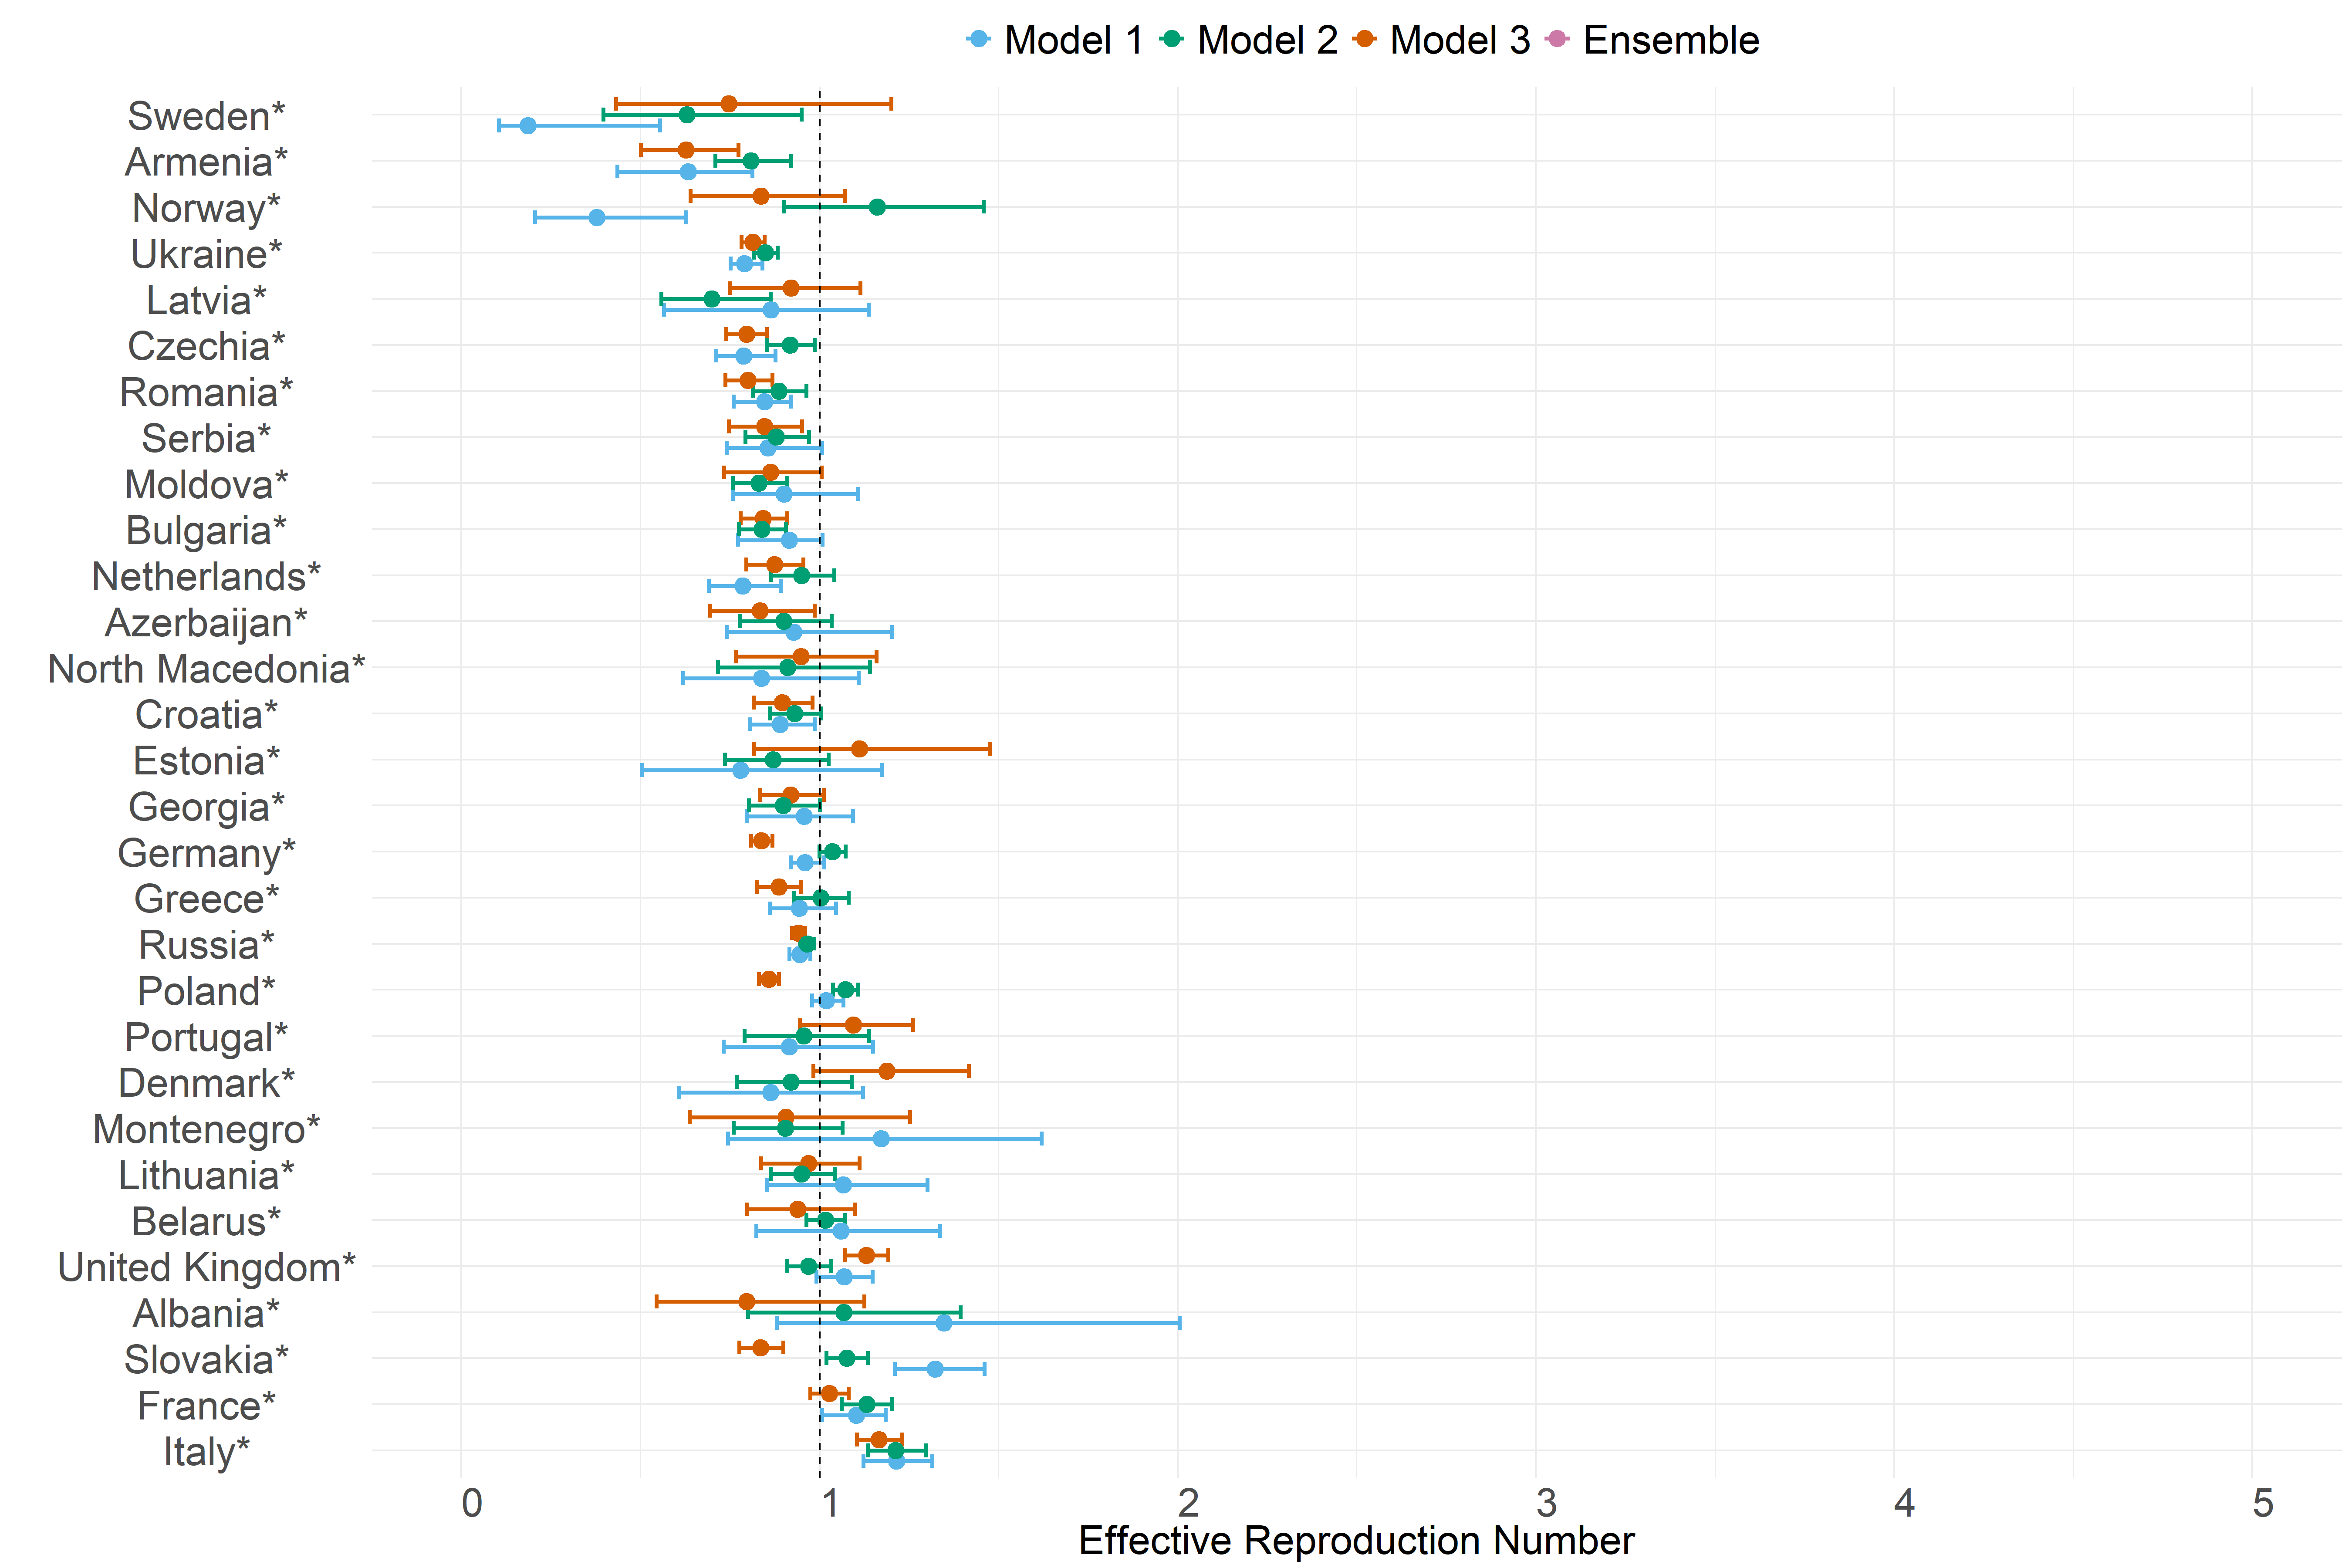 Model 1 Model 2 Model 3 Ensemble
Sweden*
Armenia*
Norway*
Ukraine*
Latvia*
Czechia*
Romania*
Serbia*
Moldova*
Bulgaria*
Netherlands*
Azerbaijan*
North Macedonia*
Croatia*
Estonia*
Georgia*
Germany*
Greece*
Russia*
Poland*
Portugal*
Denmark*
Montenegro*
Lithuania*
Belarus*
United Kingdom*
Albania*
Slovakia*
France*
Italy*
0 1 2 3 4 5
Effective Reproduction Number